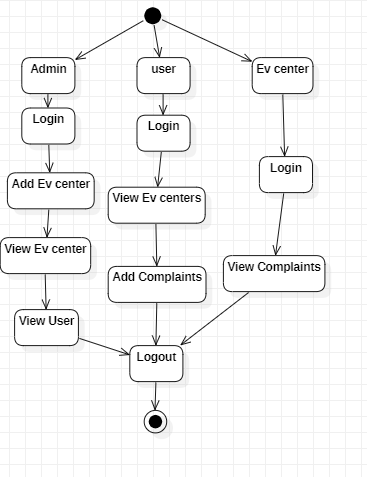 Admin
user
Ev center
Login
Login
Login
Add Ev center
View Ev centers
View Ev center
View Complaints
Add Complaints
View User
Logout